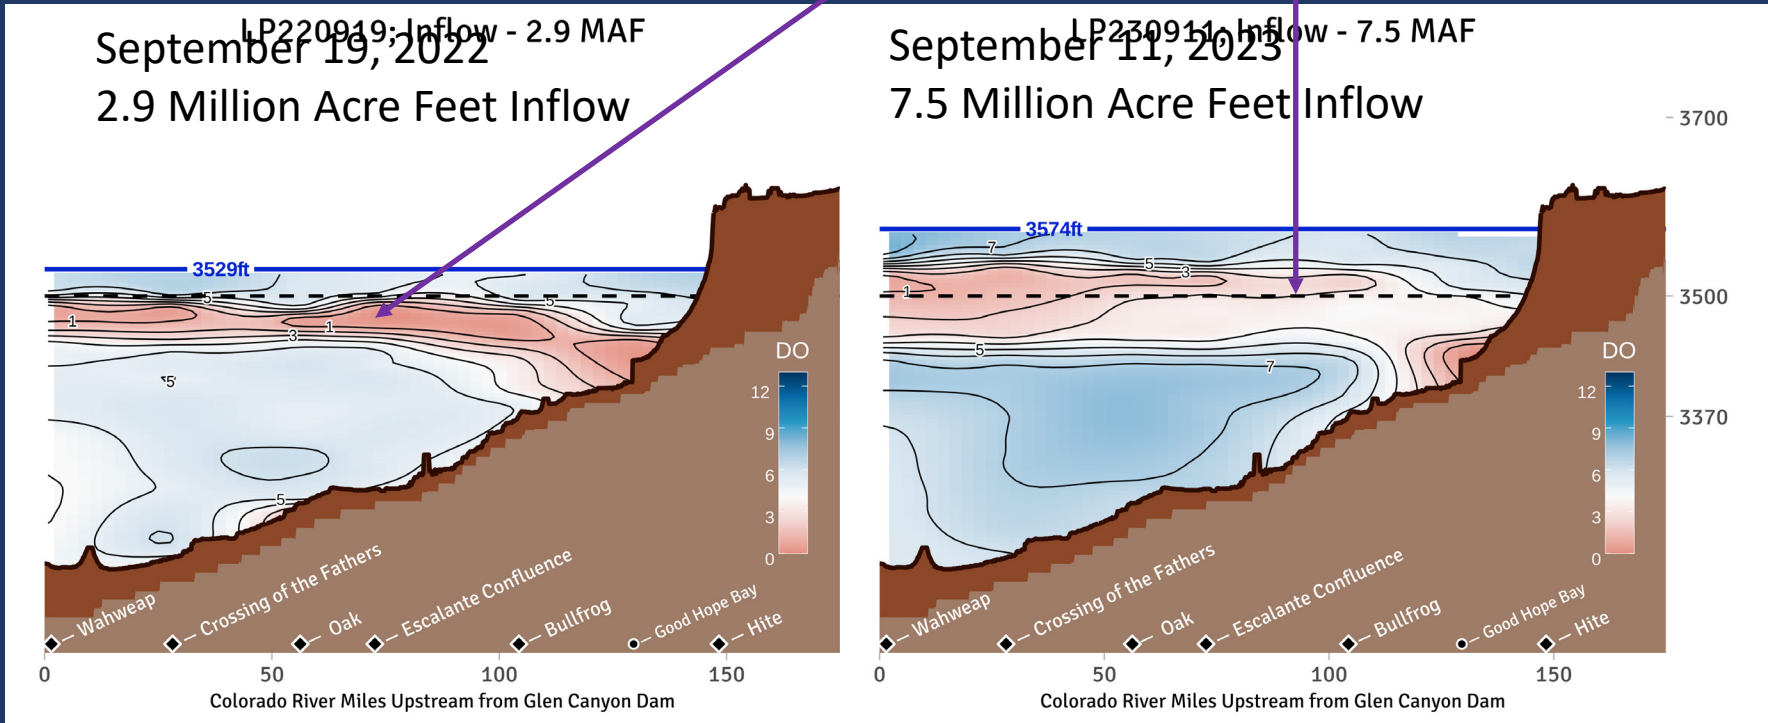 LP220919; Inflow - 2.9 MAF
September 19, 2022
2.9 Million Acre Feet Inflow
3529ft
5
5
1
1
3
5
5
DO
12
9
6
3
0
Wahweap
Crossing of the Fathers
Oak
Escalante Confluence
Bullfrog
Good Hope Bay
Hite
0
50
100
150
Colorado River Miles Upstream from Glen Canyon Dam
LP230911; Inflow - 7.5 MAF
September 11, 2023
7.5 Million Acre Feet Inflow
3700
3574ft
7
5
3
1
3500
5
7
DO
3370
12
9
6
3
0
Wahweap
Crossing of the Fathers
Oak
Escalante Confluence
Bullfrog
Good Hope Bay
Hite
0
50
100
150
Colorado River Miles Upstream from Glen Canyon Dam